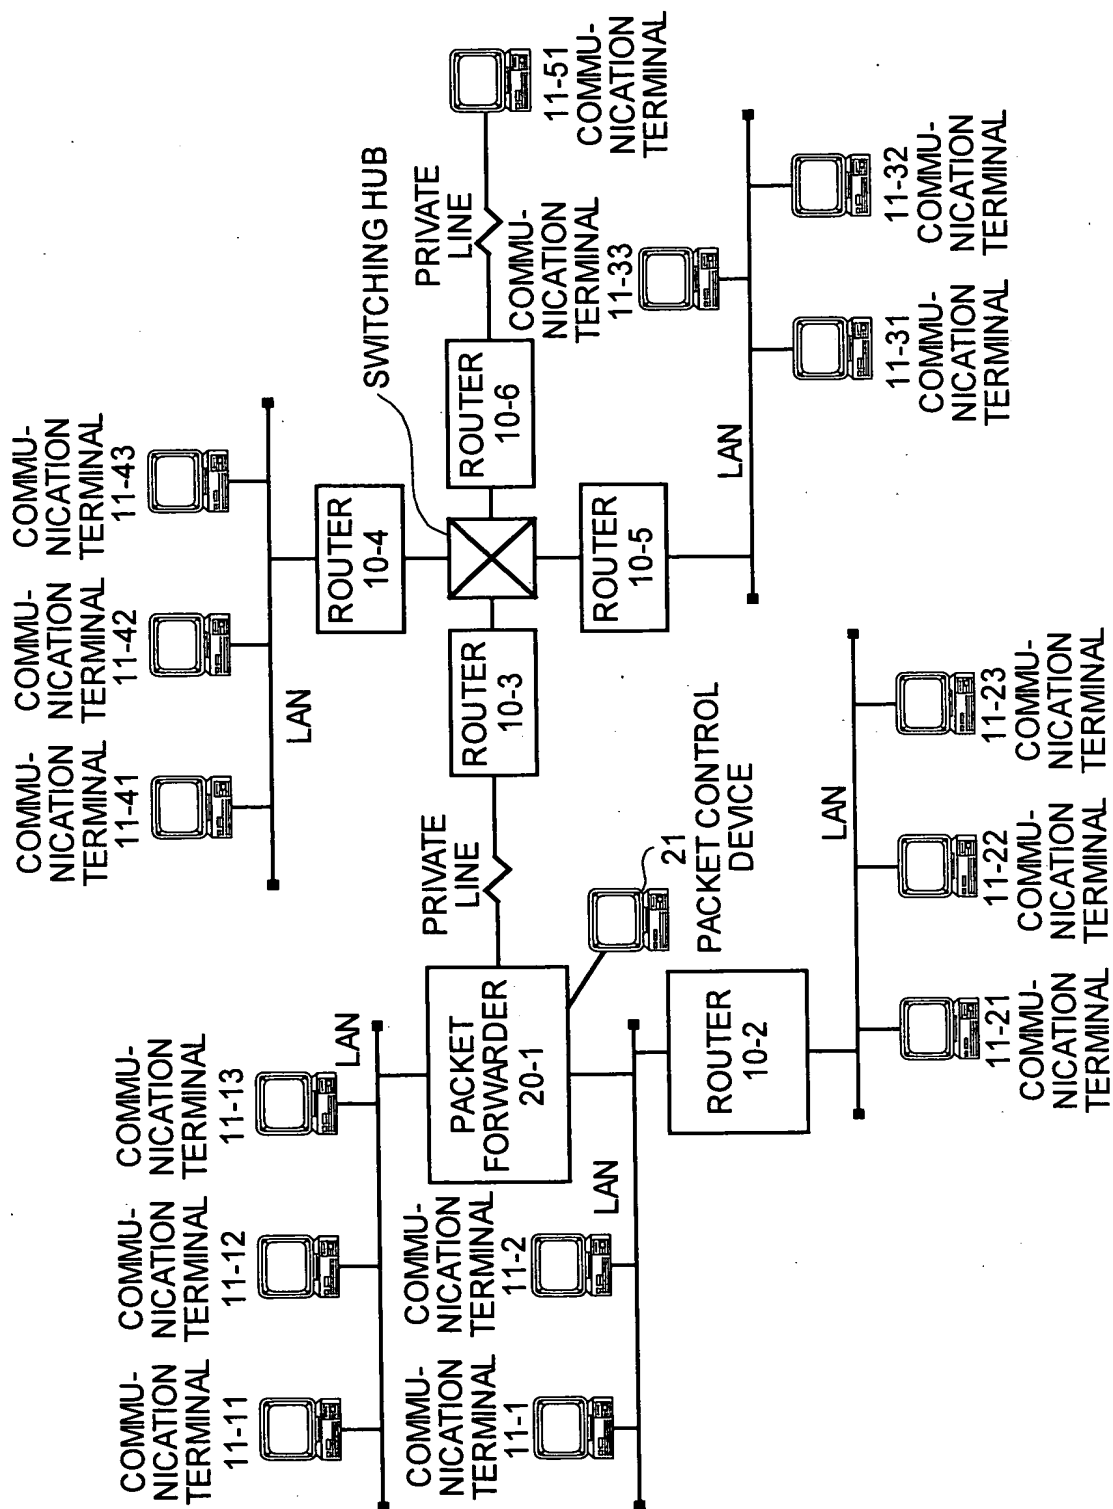 COMMU-
NICATION
TERMINAL
11-41
COMMU-
NICATION
TERMINAL
11-42
COMMU-
NICATION
TERMINAL
11-43
LAN
ROUTER
10-4
SWITCHING HUB
COMMU-
NICATION
TERMINAL
11-11
COMMU-
NICATION
TERMINAL
11-12
COMMU-
NICATION
TERMINAL
11-13
LAN
PACKET
FORWARDER
20-1
PRIVATE
LINE
ROUTER
10-3
ROUTER
10-6
PRIVATE
LINE
11-51
COMMU-
NICATION
TERMINAL
COMMU-
NICATION
TERMINAL
11-1
COMMU-
NICATION
TERMINAL
11-2
LAN
21
PACKET CONTROL
DEVICE
ROUTER
10-5
COMMU-
NICATION
TERMINAL
11-33
LAN
11-31
COMMU-
NICATION
TERMINAL
11-32
COMMU-
NICATION
TERMINAL
ROUTER
10-2
LAN
11-21
COMMU-
NICATION
TERMINAL
11-22
COMMU-
NICATION
TERMINAL
11-23
COMMU-
NICATION
TERMINAL